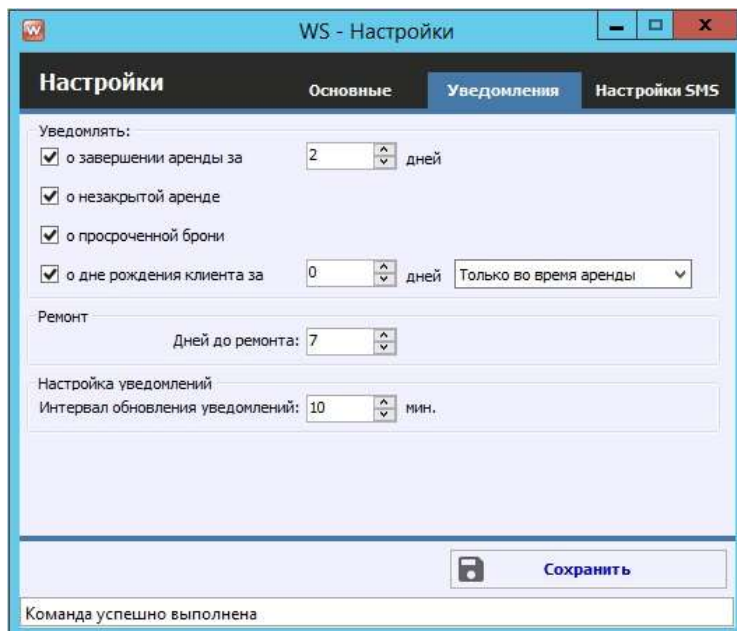 WS - Настройки
Настройки Основные Уведомления Настройки SMS
Уведомлять:
о завершении аренды за 2 дней
о незакрытой аренде
о просроченной брони
о дне рождения клиента за 0 дней Только во время аренды
Ремонт
Дней до ремонта: 7
Настройка уведомлений
Интервал обновления уведомлений: 10 мин.
Сохранить
Команда успешно выполнена